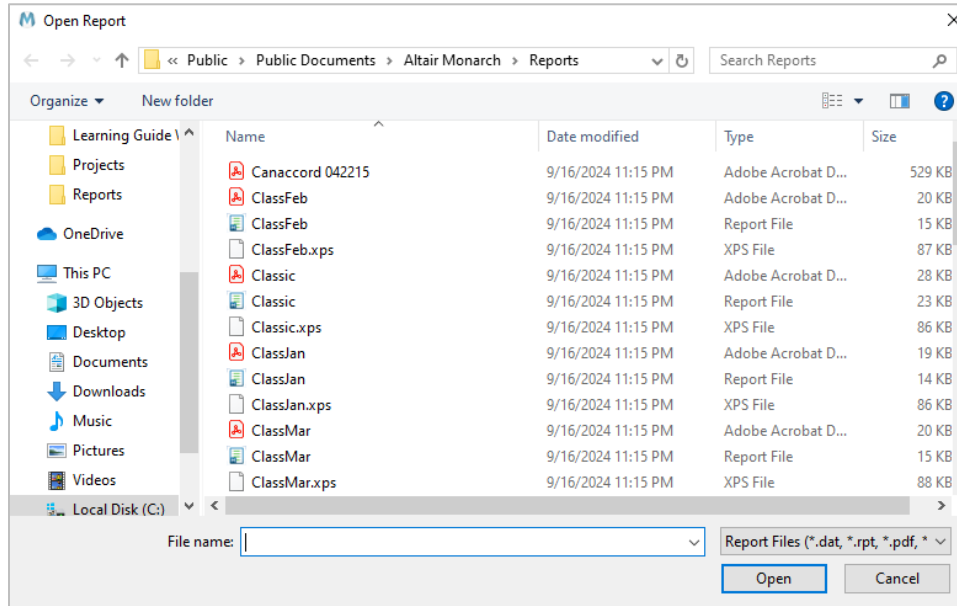 Open Report
« Public > Public Documents > Altair Monarch > Reports
Search Reports
Organize
New folder
Learning Guide
Projects
Reports
OneDrive
This PC
3D Objects
Desktop
Documents
Downloads
Music
Pictures
Videos
Local Disk (C:)
Name Date modified Type Size
Canaccord 042215 9/16/2024 11:15 PM Adobe Acrobat D... 529 KB
ClassFeb 9/16/2024 11:15 PM Adobe Acrobat D... 20 KB
ClassFeb 9/16/2024 11:15 PM Report File 15 KB
ClassFeb.xps 9/16/2024 11:15 PM XPS File 87 KB
Classic 9/16/2024 11:15 PM Adobe Acrobat D... 28 KB
Classic 9/16/2024 11:15 PM Report File 23 KB
Classic.xps 9/16/2024 11:15 PM XPS File 86 KB
ClassJan 9/16/2024 11:15 PM Adobe Acrobat D... 19 KB
ClassJan 9/16/2024 11:15 PM Report File 14 KB
ClassJan.xps 9/16/2024 11:15 PM XPS File 86 KB
ClassMar 9/16/2024 11:15 PM Adobe Acrobat D... 20 KB
ClassMar 9/16/2024 11:15 PM Report File 15 KB
ClassMar.xps 9/16/2024 11:15 PM XPS File 88 KB
File name:
Report Files (*.dat, *.rpt, *.pdf, *
Open
Cancel